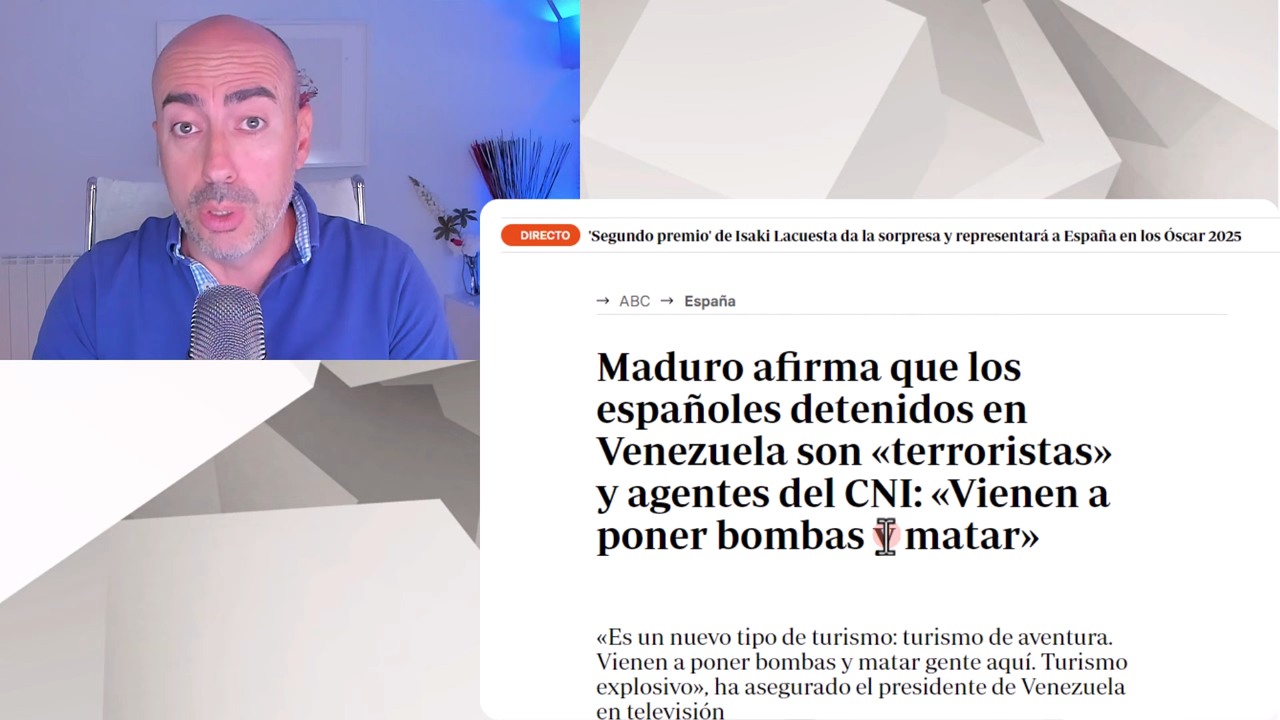 DIRECTO 'Segundo premio' de Isaki Lacuesta da la sorpresa y representará a España en los Óscar 2025
→ ABC → España
Maduro afirma que los
españoles detenidos en
Venezuela son «terroristas»
y agentes del CNI: «Vienen a
poner bombas y matar»
«Es un nuevo tipo de turismo: turismo de aventura.
Vienen a poner bombas y matar gente aquí. Turismo
explosivo», ha asegurado el presidente de Venezuela
en televisión